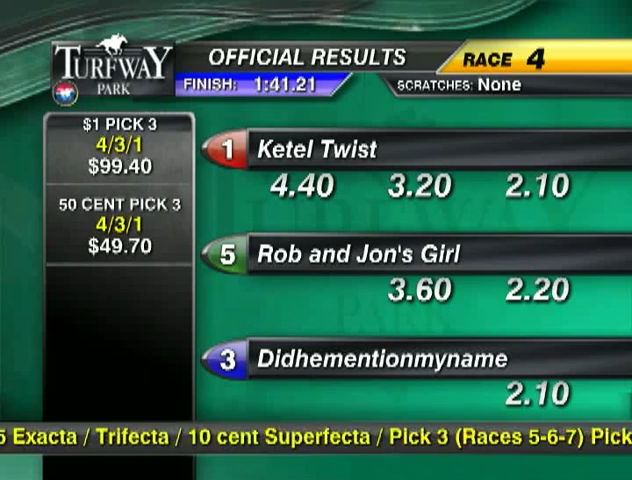 TURFWAY
PARK
OFFICIAL RESULTS
RACE 4
FINISH: 1:41.21
SCRATCHES: None
$1 PICK 3
4/3/1
$99.40
50 CENT PICK 3
4/3/1
$49.70
1 Ketel Twist
4.40 3.20 2.10
5 Rob and Jon's Girl
3.60 2.20
3 Didhementionmyname
2.10
5 Exacta / Trifecta / 10 cent Superfecta / Pick 3 (Races 5-6-7) Pick